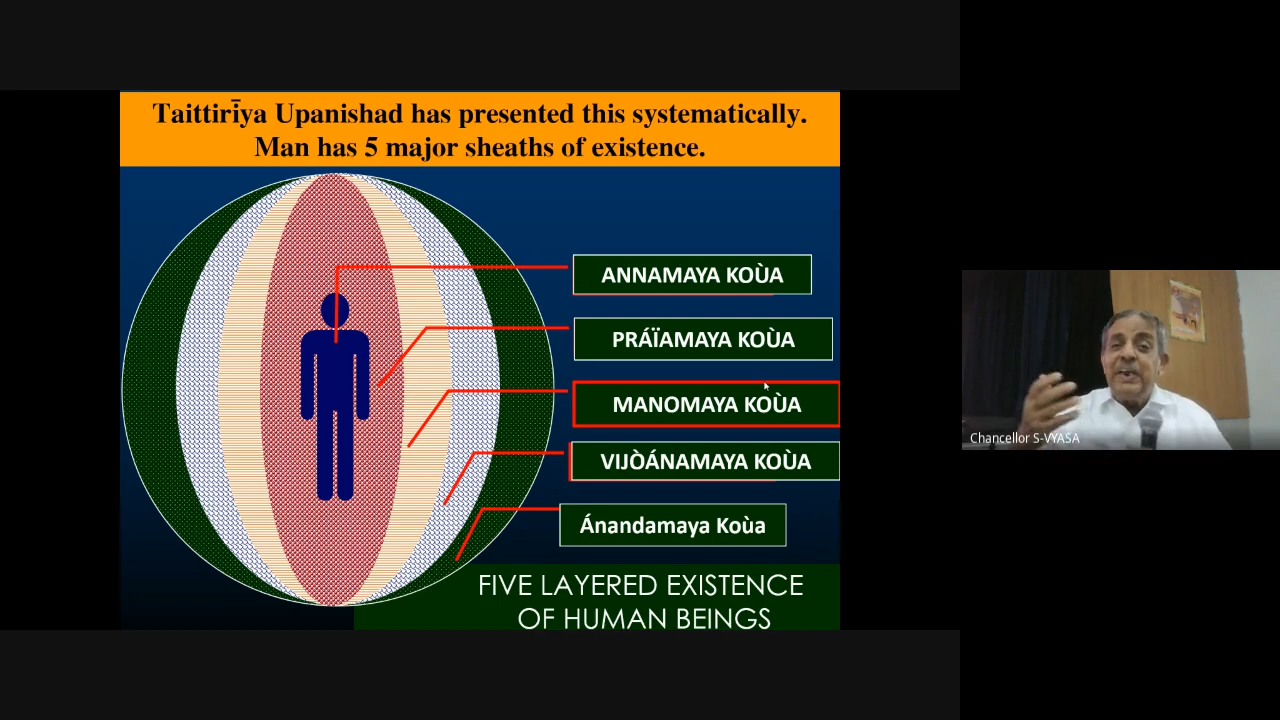 Taittirīya Upanishad has presented this systematically.
Man has 5 major sheaths of existence.
ANNAMAYA KOÙA
PRÁÏAMAYA KOÙA
MANOMAYA KOÙA
VIJÒÁNAMAYA KOÙA
Ánandamaya Koùa
FIVE LAYERED EXISTENCE
OF HUMAN BEINGS
Chancellor S-VYASA